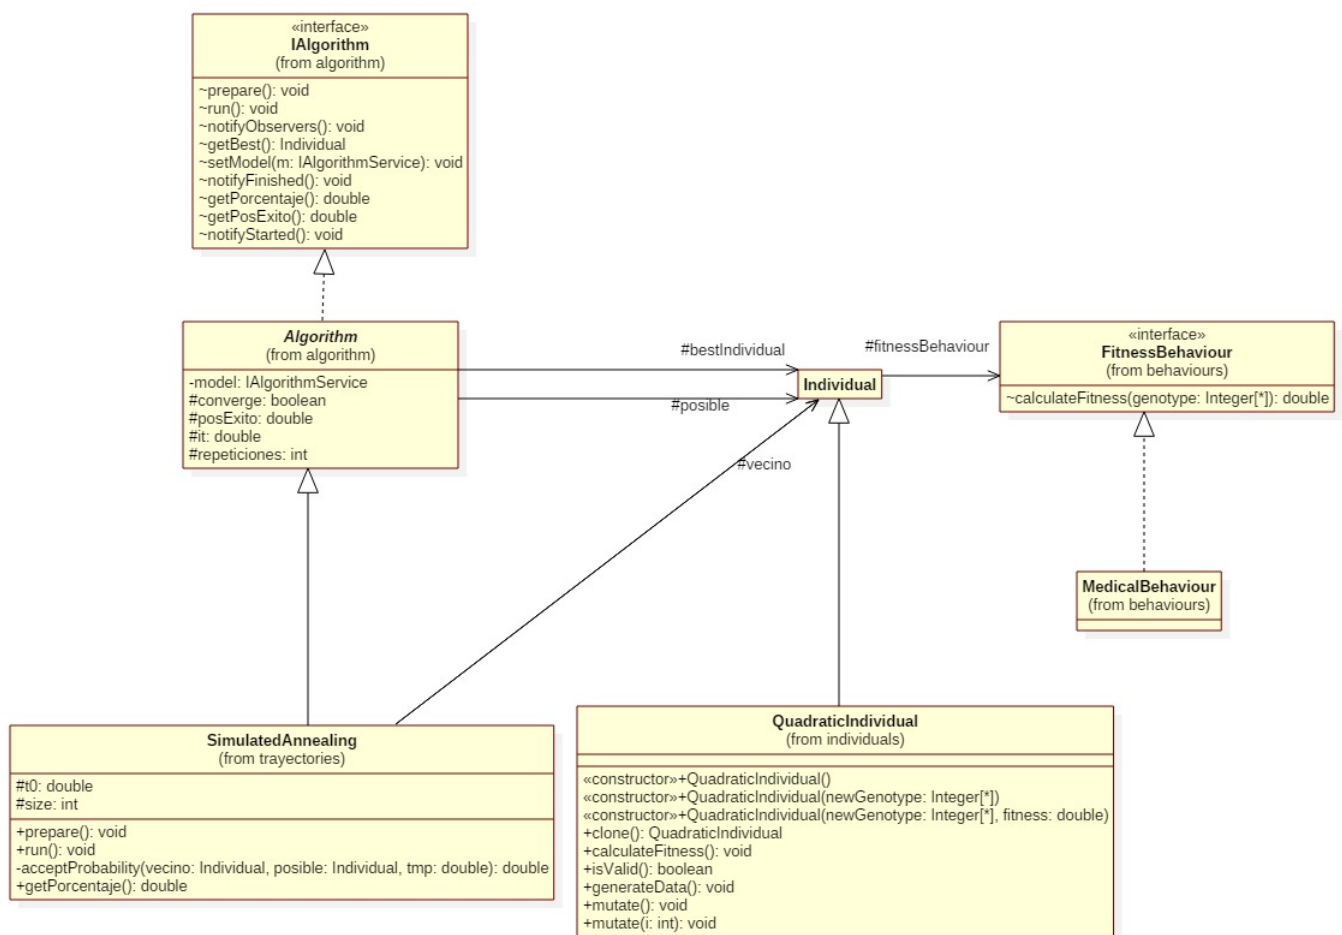 «interface»
IAlgorithm
(from algorithm)
~prepare(): void
~run(): void
~notifyObservers(): void
~getBest(): Individual
~setModel(m: IAlgorithmService): void
~notifyFinished(): void
~getPorcentaje(): double
~getPosExito(): double
~notifyStarted(): void
Algorithm
(from algorithm)
-model: IAlgorithmService
#converge: boolean
#posExito: double
#it: double
#repeticiones: int
#bestIndividual
#posible
#vecino
Individual
#fitnessBehaviour
«interface»
FitnessBehaviour
(from behaviours)
~calculateFitness(genotype: Integer[*]): double
MedicalBehaviour
(from behaviours)
SimulatedAnnealing
(from trayectories)
#t0: double
#size: int
+prepare(): void
+run(): void
-acceptProbability(vecino: Individual, posible: Individual, tmp: double): double
+getPorcentaje(): double
QuadraticIndividual
(from individuals)
«constructor»+QuadraticIndividual()
«constructor»+QuadraticIndividual(newGenotype: Integer[*])
«constructor»+QuadraticIndividual(newGenotype: Integer[*], fitness: double)
+clone(): QuadraticIndividual
+calculateFitness(): void
+isValid(): boolean
+generateData(): void
+mutate(): void
+mutate(i: int): void